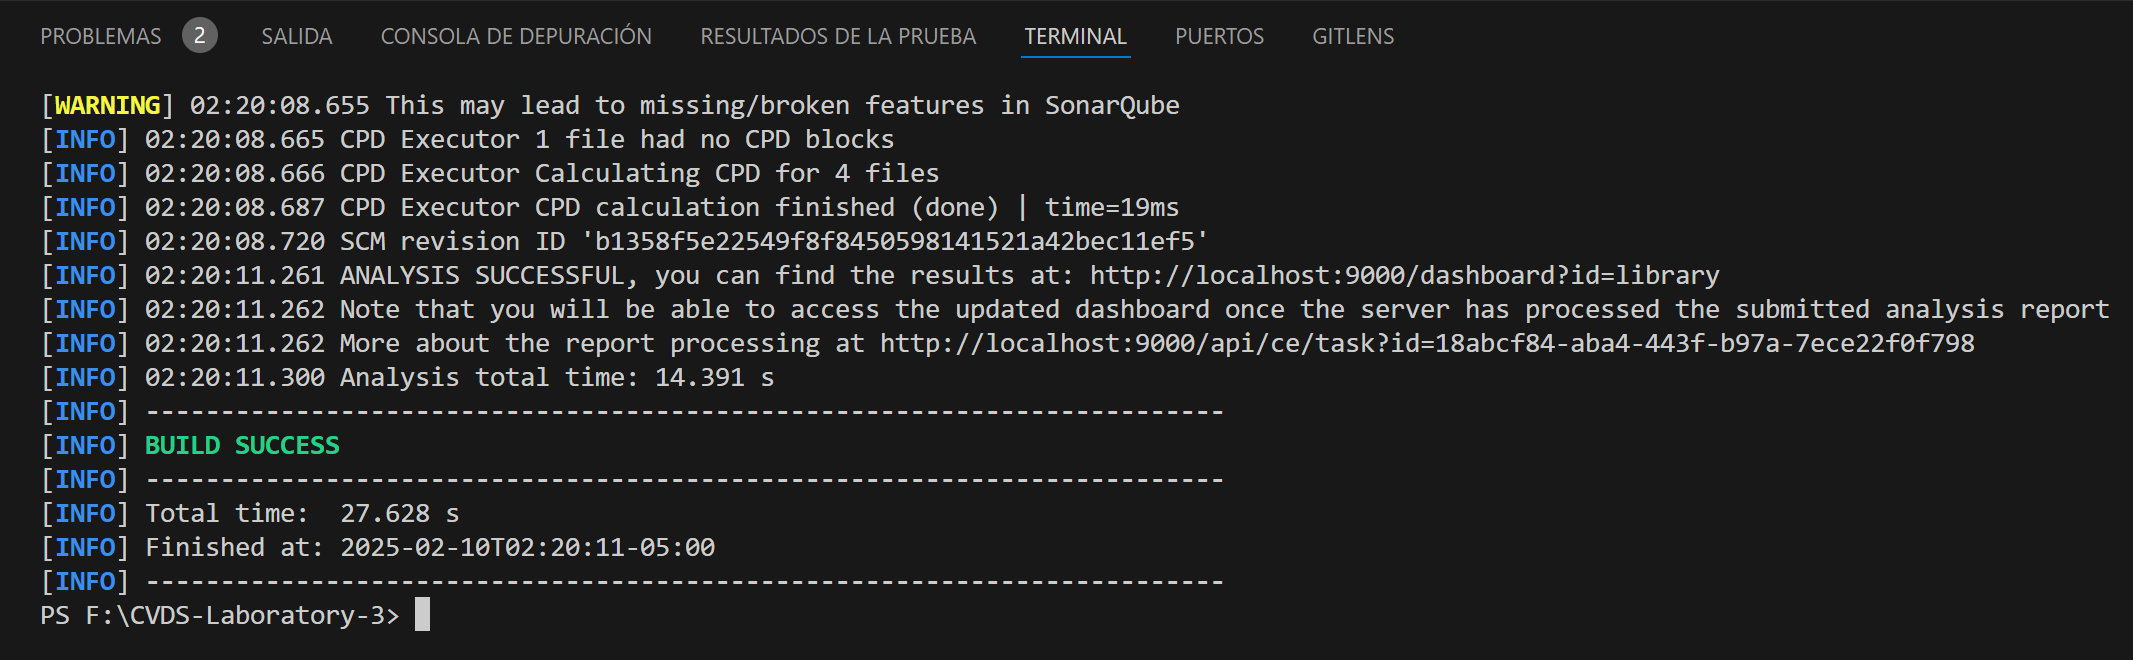 PROBLEMAS 2 SALIDA CONSOLA DE DEPURACIÓN RESULTADOS DE LA PRUEBA TERMINAL PUERTOS GITLENS
[WARNING] 02:20:08.655 This may lead to missing/broken features in SonarQube
[INFO] 02:20:08.665 CPD Executor 1 file had no CPD blocks
[INFO] 02:20:08.666 CPD Executor Calculating CPD for 4 files
[INFO] 02:20:08.687 CPD Executor CPD calculation finished (done) | time=19ms
[INFO] 02:20:08.720 SCM revision ID 'b1358f5e22549f8f8450598141521a42bec11ef5'
[INFO] 02:20:11.261 ANALYSIS SUCCESSFUL, you can find the results at: http://localhost:9000/dashboard?id=library
[INFO] 02:20:11.262 Note that you will be able to access the updated dashboard once the server has processed the submitted analysis report
[INFO] 02:20:11.262 More about the report processing at http://localhost:9000/api/ce/task?id=18abcf84-aba4-443f-b97a-7ece22f0f798
[INFO] 02:20:11.300 Analysis total time: 14.391 s
[INFO] ------------------------------------------------------------------------
[INFO] BUILD SUCCESS
[INFO] ------------------------------------------------------------------------
[INFO] Total time:  27.628 s
[INFO] Finished at: 2025-02-10T02:20:11-05:00
[INFO] ------------------------------------------------------------------------
PS F:\CVDS-Laboratory-3>